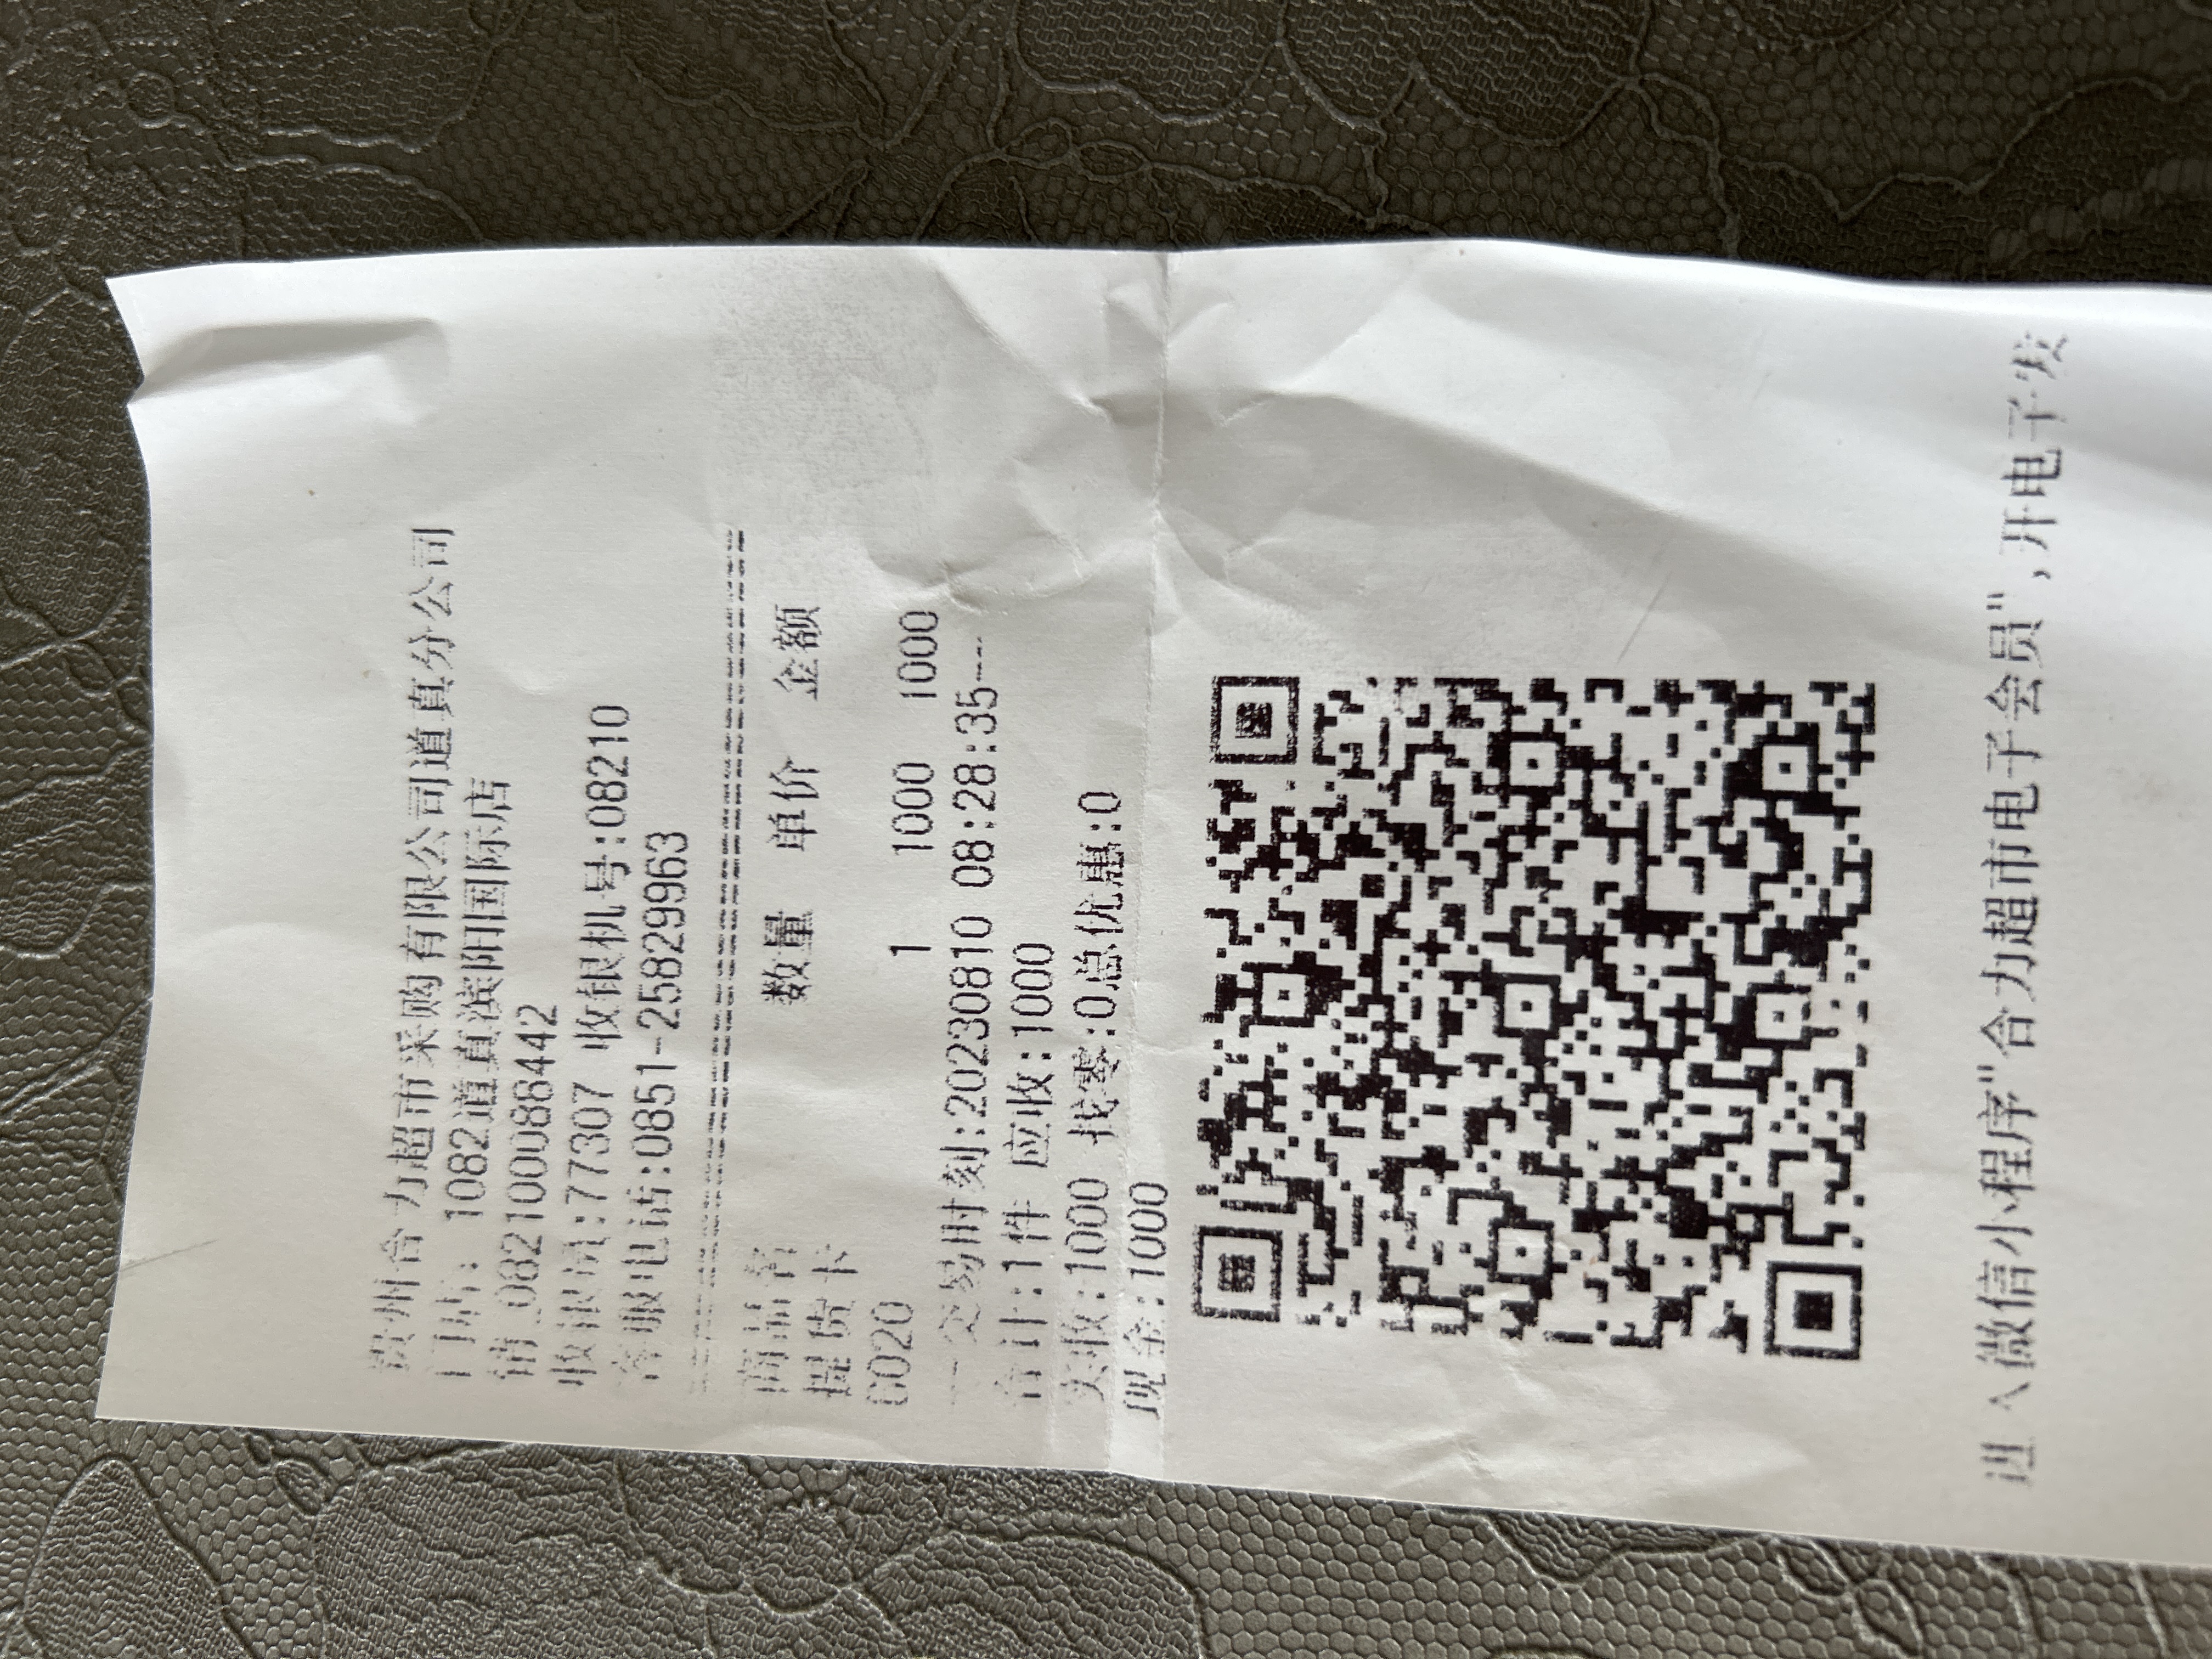 贵州合力超市采购有限公司道真分公司
门店: 1082道真滨阳国际店
销 :082100086442
收银员:77307 收银机号:08210
客服电话:0851-25829963
商品名 数量 单价 金额
提货卡
6020 1 1000 1000
---交易时刻:20230810 08:28:35---
合计:1件 应收:1000
实收:1000 找零:0总优惠:0
现金:1000
进入微信小程序"合力超市电子会员",开电子发